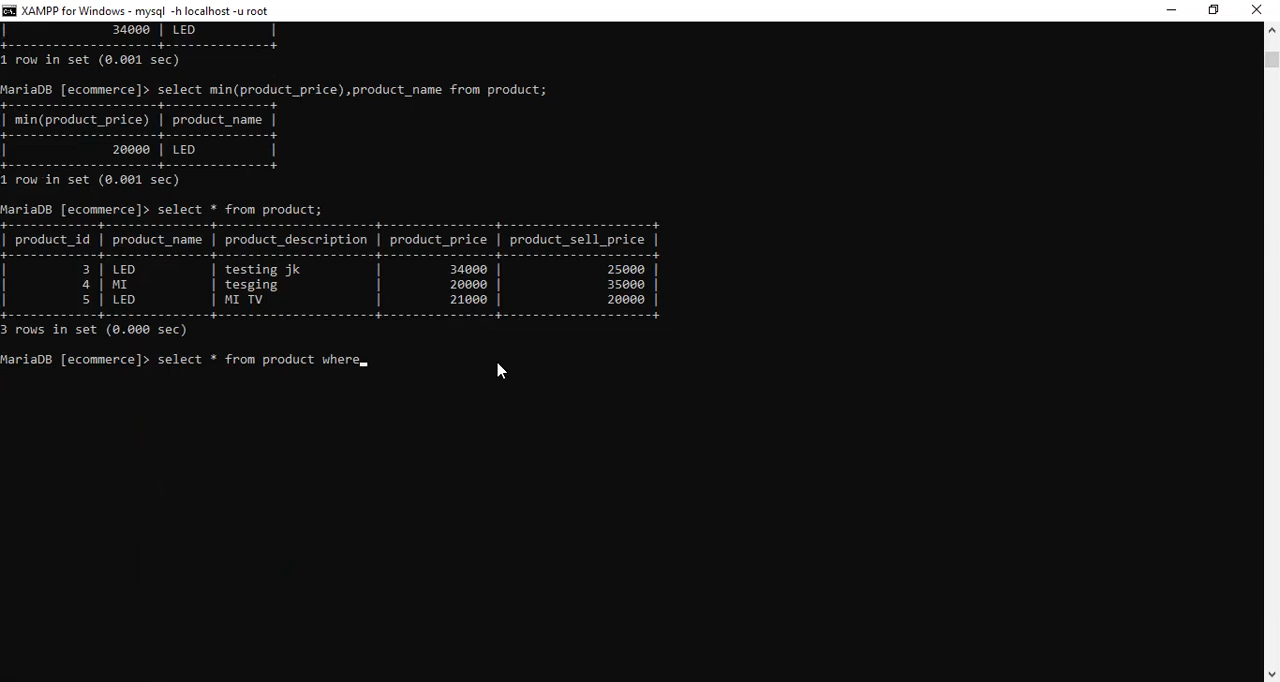 XAMPP for Windows - mysql -h localhost -u root
|               34000 | LED          |
+---------------------+--------------+
1 row in set (0.001 sec)
MariaDB [ecommerce]> select min(product_price),product_name from product;
+--------------------+--------------+
| min(product_price) | product_name |
+--------------------+--------------+
|              20000 | LED          |
+--------------------+--------------+
1 row in set (0.001 sec)
MariaDB [ecommerce]> select * from product;
+------------+--------------+---------------------+---------------+--------------------+
| product_id | product_name | product_description | product_price | product_sell_price |
+------------+--------------+---------------------+---------------+--------------------+
|          3 | LED          | testing jk          |         34000 |              25000 |
|          4 | MI           | tesging             |         20000 |              35000 |
|          5 | LED          | MI TV               |         21000 |              20000 |
+------------+--------------+---------------------+---------------+--------------------+
3 rows in set (0.000 sec)
MariaDB [ecommerce]> select * from product where_